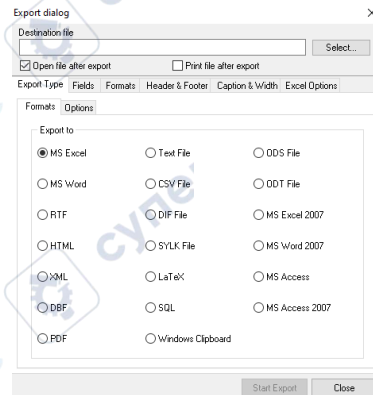 Export dialog
Destination file
Select...
Open file after export Print file after export
Export Type Fields Formats Header & Footer Caption & Width Excel Options
Formats Options
Export to
MS Excel Text File ODS File
MS Word CSV File ODT File
RTF DIF File MS Excel 2007
HTML SYLK File MS Word 2007
XML LaTeX MS Access
DBF SQL MS Access 2007
PDF Windows Clipboard
Start Export Close